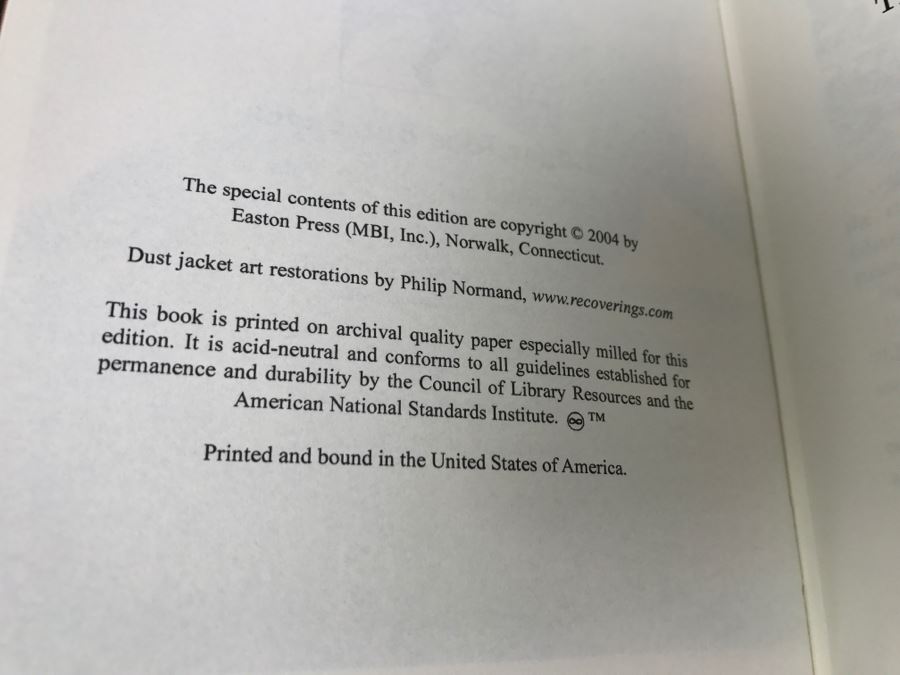 The special contents of this edition are copyright © 2004 by
Easton Press (MBI, Inc.), Norwalk, Connecticut.
Dust jacket art restorations by Philip Normand, www.recoverings.com
This book is printed on archival quality paper especially milled for this
edition. It is acid-neutral and conforms to all guidelines established for
permanence and durability by the Council of Library Resources and the
American National Standards Institute. ♾ ™
Printed and bound in the United States of America.